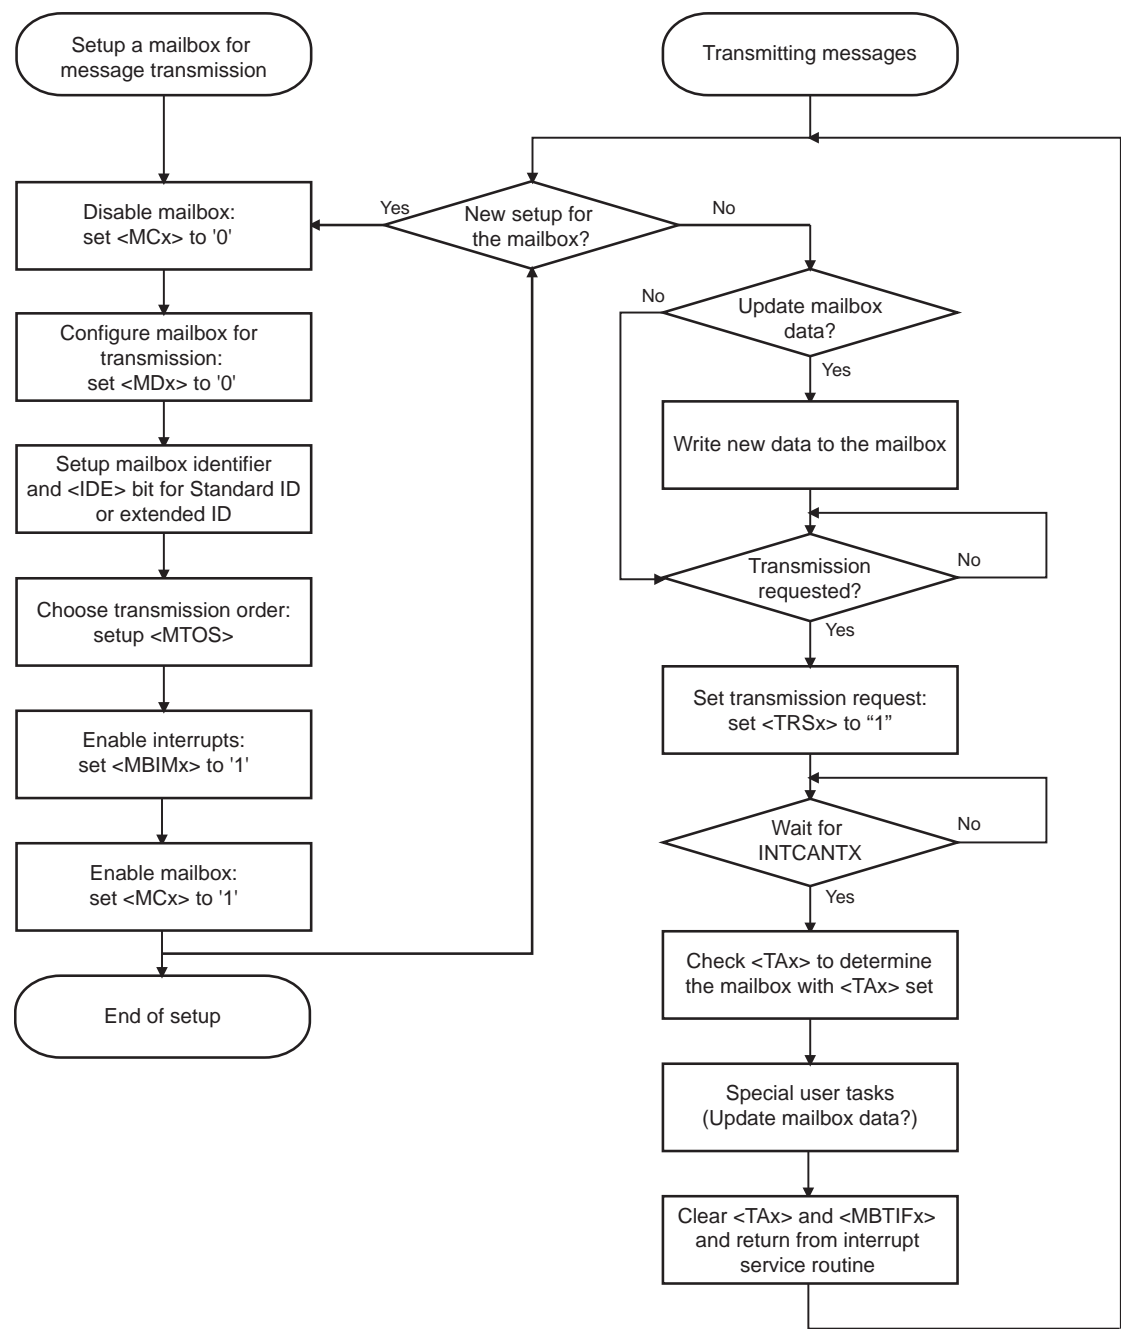 Setup a mailbox for
message transmission
Disable mailbox:
set <MCx> to '0'
Configure mailbox for
transmission:
set <MDx> to '0'
Setup mailbox identifier
and <IDE> bit for Standard ID
or extended ID
Choose transmission order:
setup <MTOS>
Enable interrupts:
set <MBIMx> to '1'
Enable mailbox:
set <MCx> to '1'
End of setup
Transmitting messages
New setup for
the mailbox?
Yes
No
Update mailbox
data?
No
Yes
Write new data to the mailbox
Transmission
requested?
No
Yes
Set transmission request:
set <TRSx> to “1”
Wait for
INTCANTX
No
Yes
Check <TAx> to determine
the mailbox with <TAx> set
Special user tasks
(Update mailbox data?)
Clear <TAx> and <MBTIFx>
and return from interrupt
service routine